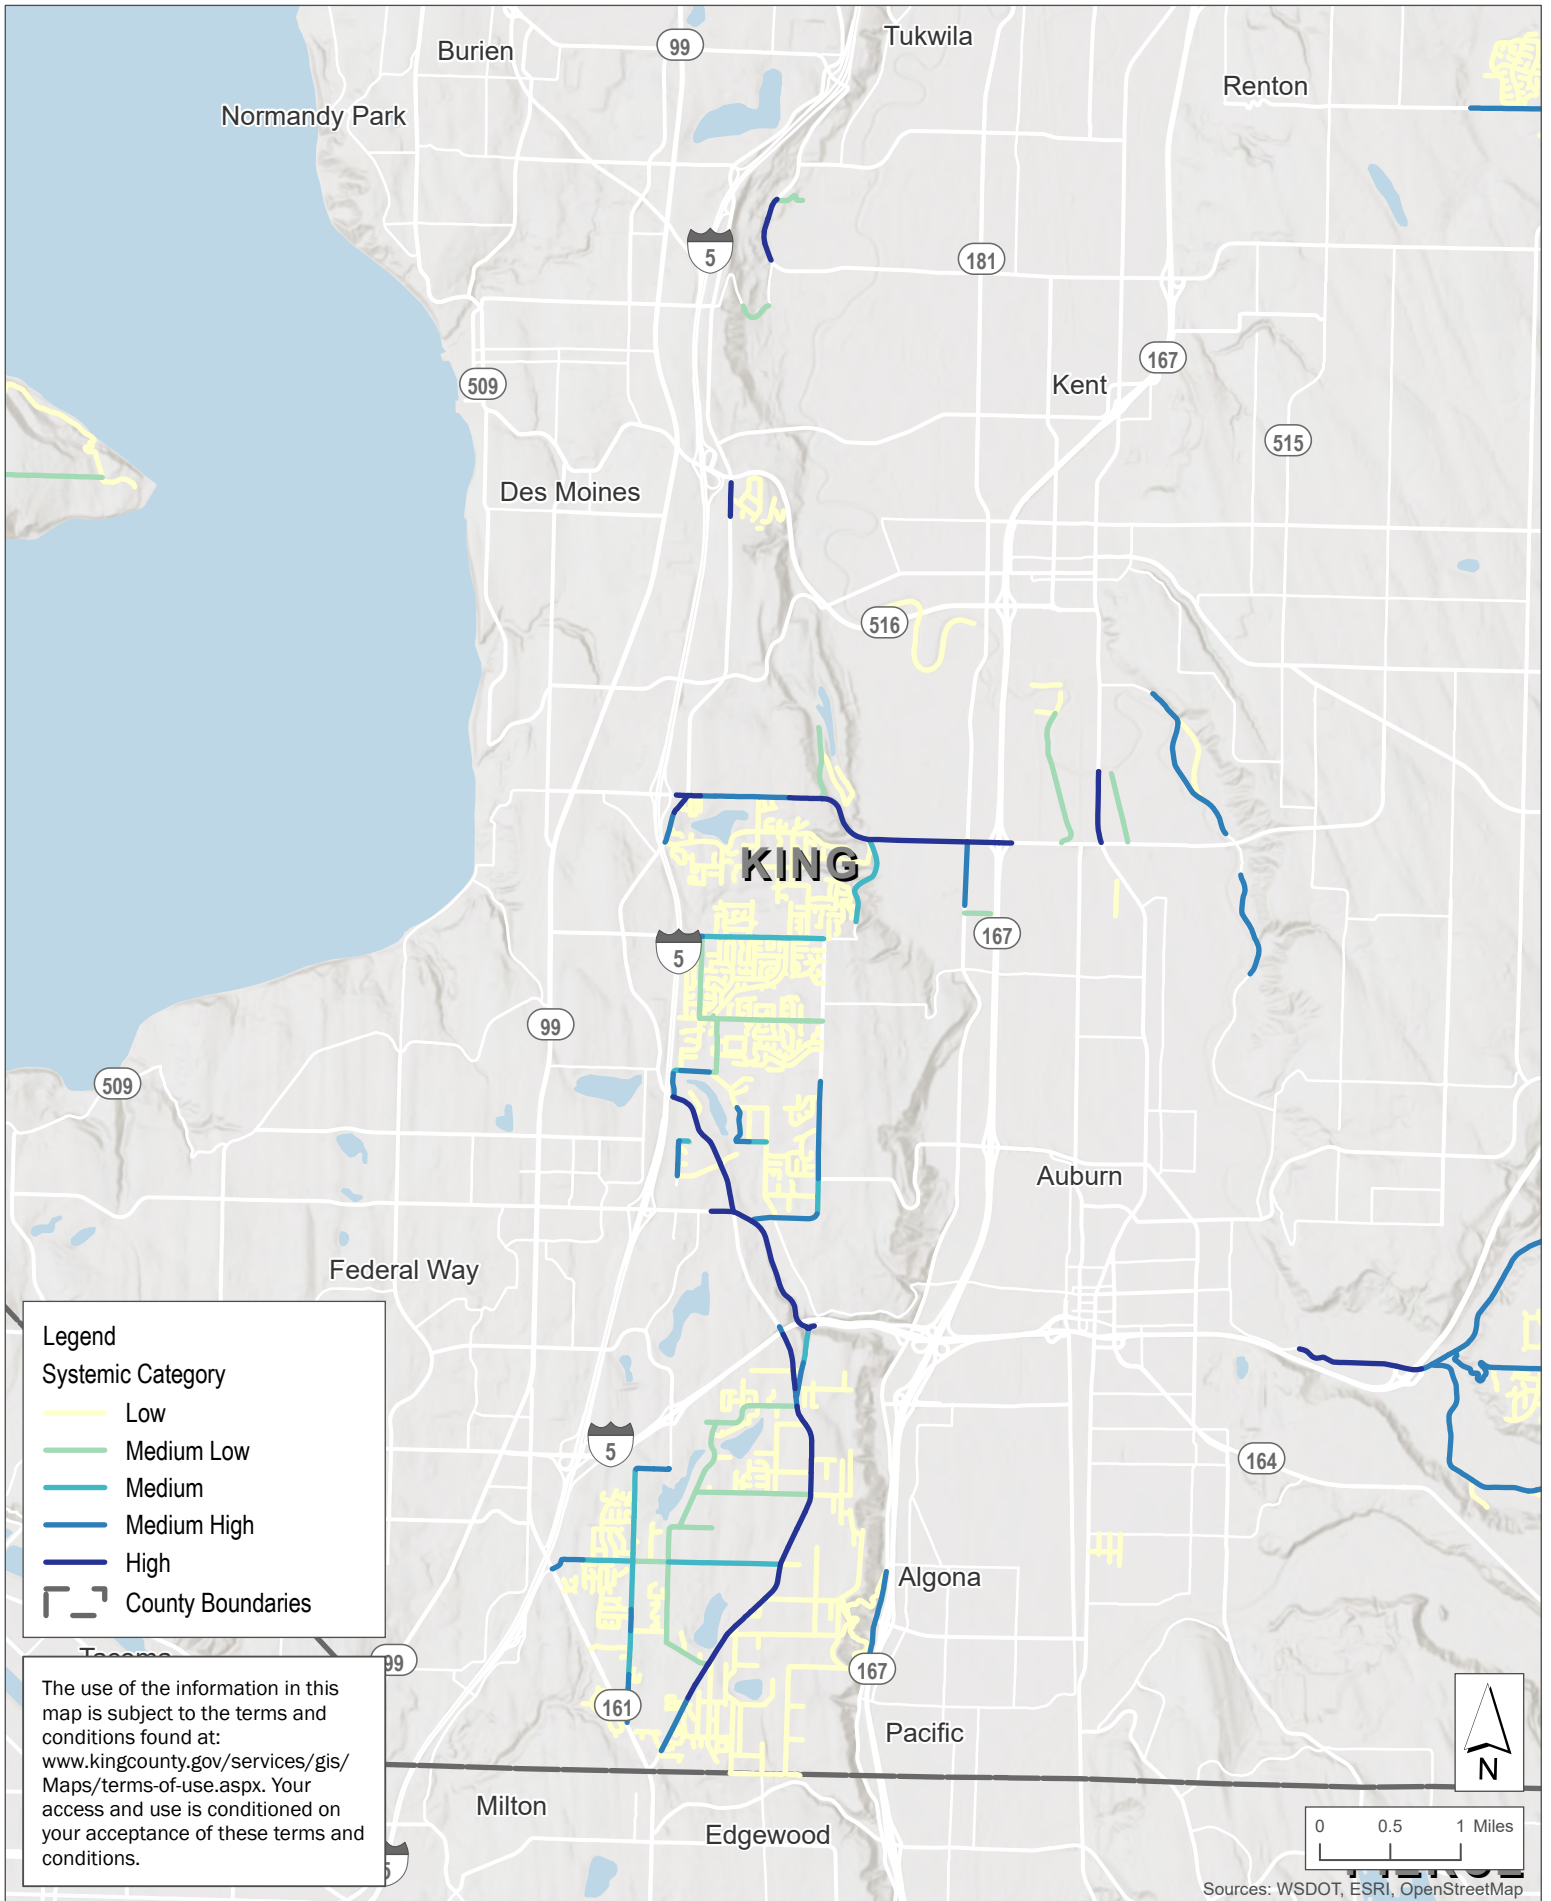 Burien
99
Tukwila
Renton
Normandy Park
5
181
167
Kent
509
515
Des Moines
516
KING
167
5
99
509
Auburn
Federal Way
Legend
Systemic Category
Low
Medium Low
Medium
Medium High
High
County Boundaries
5
164
Algona
Tacoma
99
167
161
The use of the information in this
map is subject to the terms and
conditions found at:
www.kingcounty.gov/services/gis/
Maps/terms-of-use.aspx. Your
access and use is conditioned on
your acceptance of these terms and
conditions.
Pacific
N
Milton
Edgewood
0 0.5 1 Miles
5
Sources: WSDOT, ESRI, OpenStreetMap